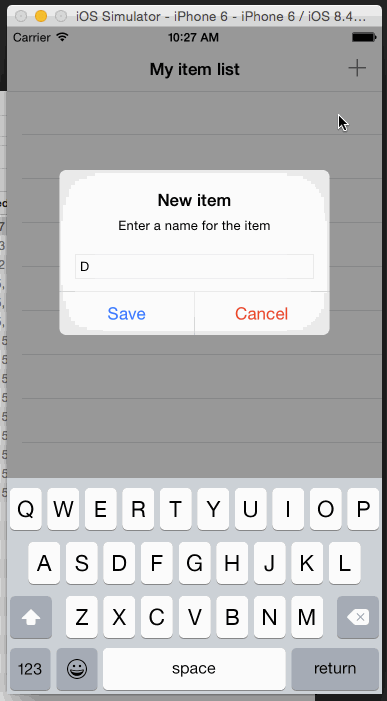 iOS Simulator - iPhone 6 - iPhone 6 / iOS 8.4...
Carrier 10:27 AM
My item list +
New item
Enter a name for the item
D
Save Cancel
Q W E R T Y U I O P
A S D F G H J K L
Z X C V B N M
123 space return